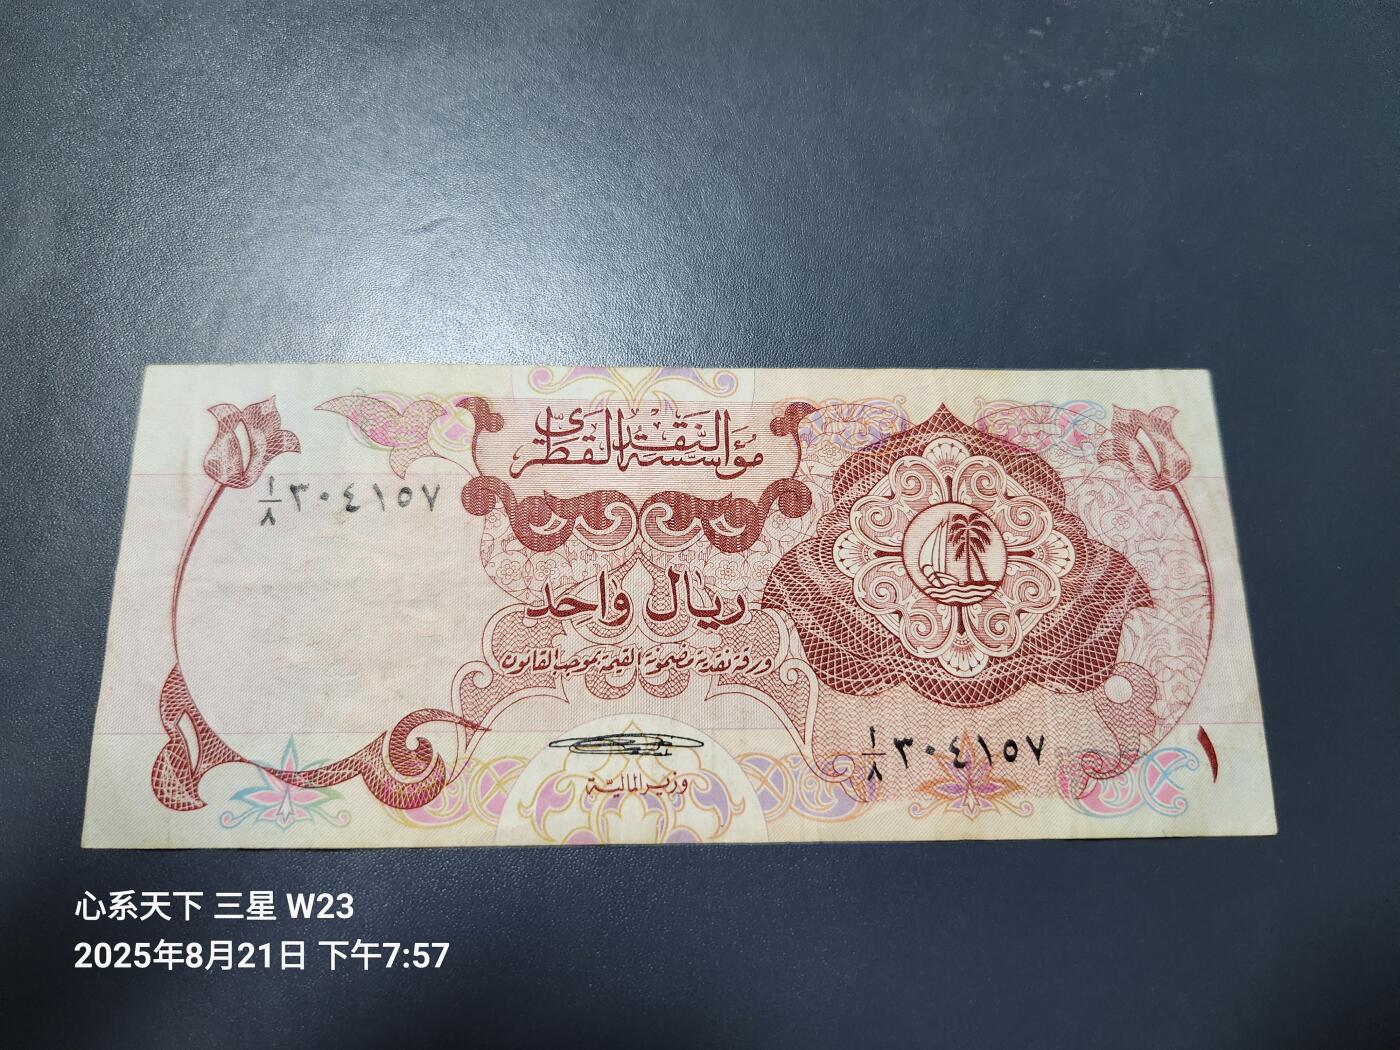 مؤسسة النقد القطري
١/٨ ٣٠٤١٥٧
ريال واحد
ورقة نقدية مضمونة القيمة بموجب القانون
وزير المالية
١/٨ ٣٠٤١٥٧
١
心系天下 三星 W23
2025年8月21日 下午7:57